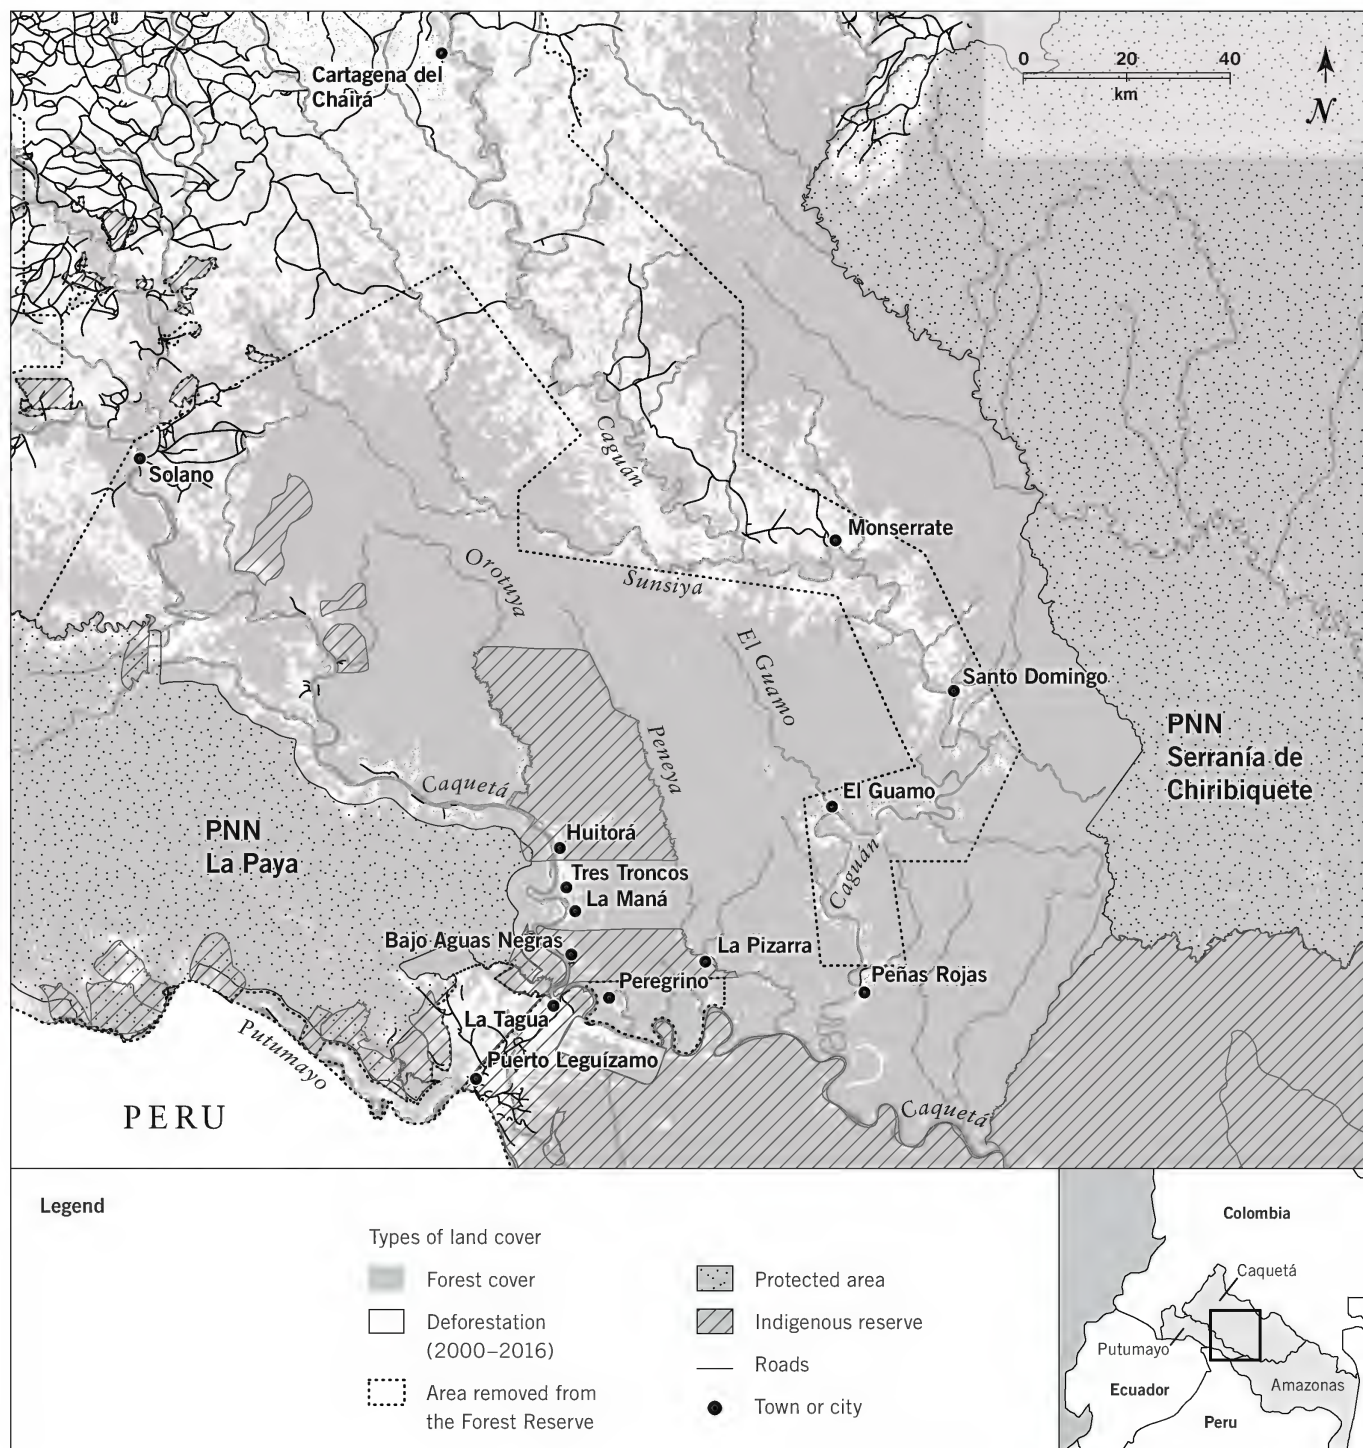 Cartagena del
Chairá
0 20 40
km
N
Caguán
Solano
Monserrate
Orotuya
Sunsiya
El Guamo
Santo Domingo
PNN
Serranía de
Chiribiquete
Peneya
Caquetá
El Guamo
PNN
La Paya
Huitorá
Caguán
Tres Troncos
La Maná
Bajo Aguas Negras
La Pizarra
Peregrino
Peñas Rojas
La Tagua
Putumayo
Puerto Leguízamo
PERU
Caquetá
Legend
Types of land cover
Forest cover
Deforestation
(2000–2016)
Area removed from
the Forest Reserve
Protected area
Indigenous reserve
Roads
Town or city
Colombia
Caquetá
Putumayo
Ecuador
Amazonas
Peru